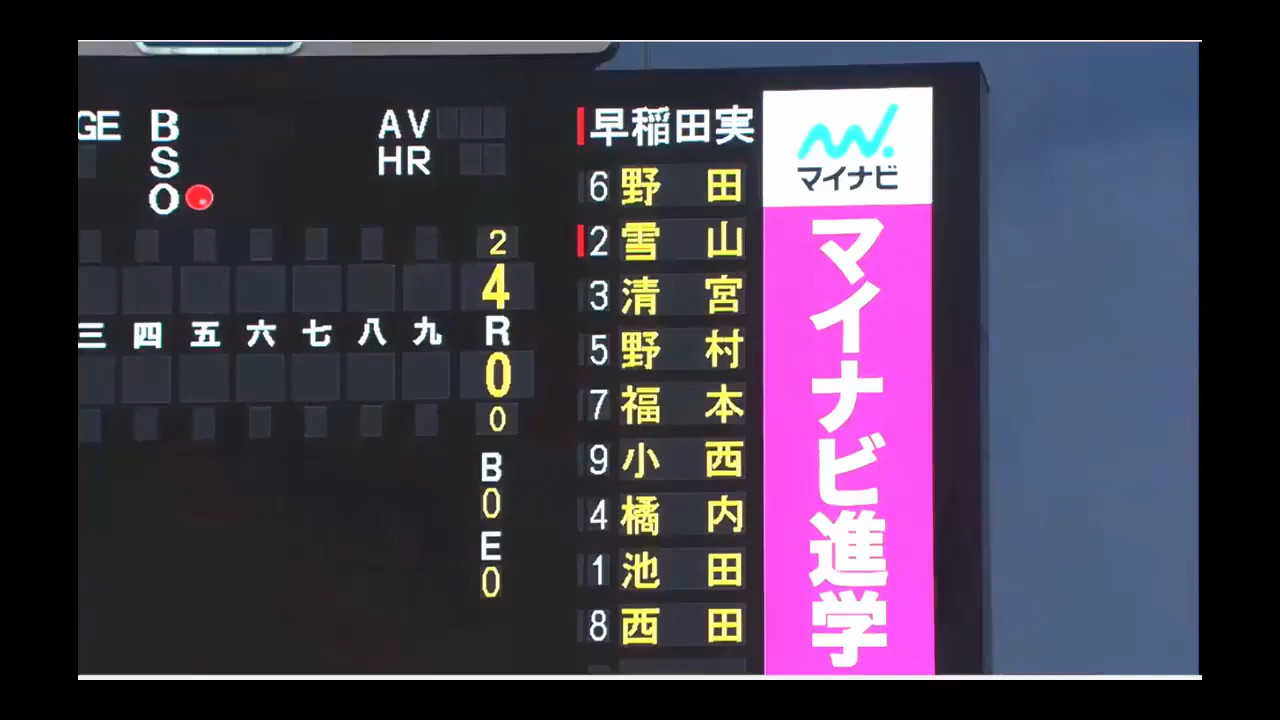 GE B AV
S HR
O
2
4
三 四 五 六 七 八 九 R
0
0
B
0
E
0
早稲田実
6 野田
2 雪山
3 清宮
5 野村
7 福本
9 小西
4 橘内
1 池田
8 西田
マイナビ
マイナビ進学